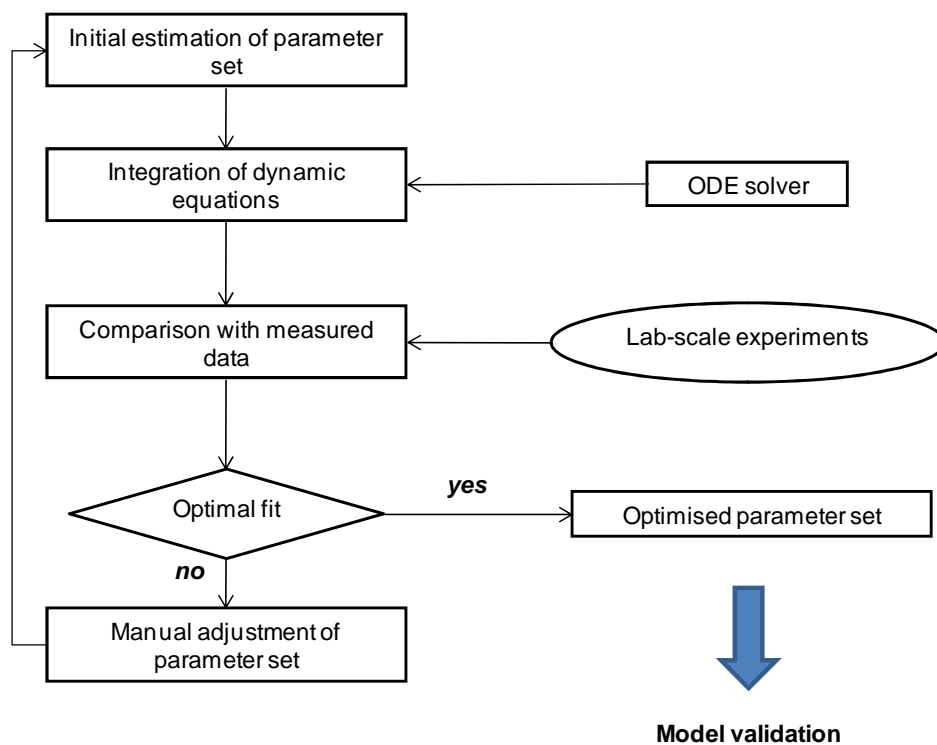 Initial estimation of parameter
set
Integration of dynamic
equations
ODE solver
Comparison with measured
data
Lab-scale experiments
Optimal fit
yes
Optimised parameter set
no
Manual adjustment of
parameter set
Model validation